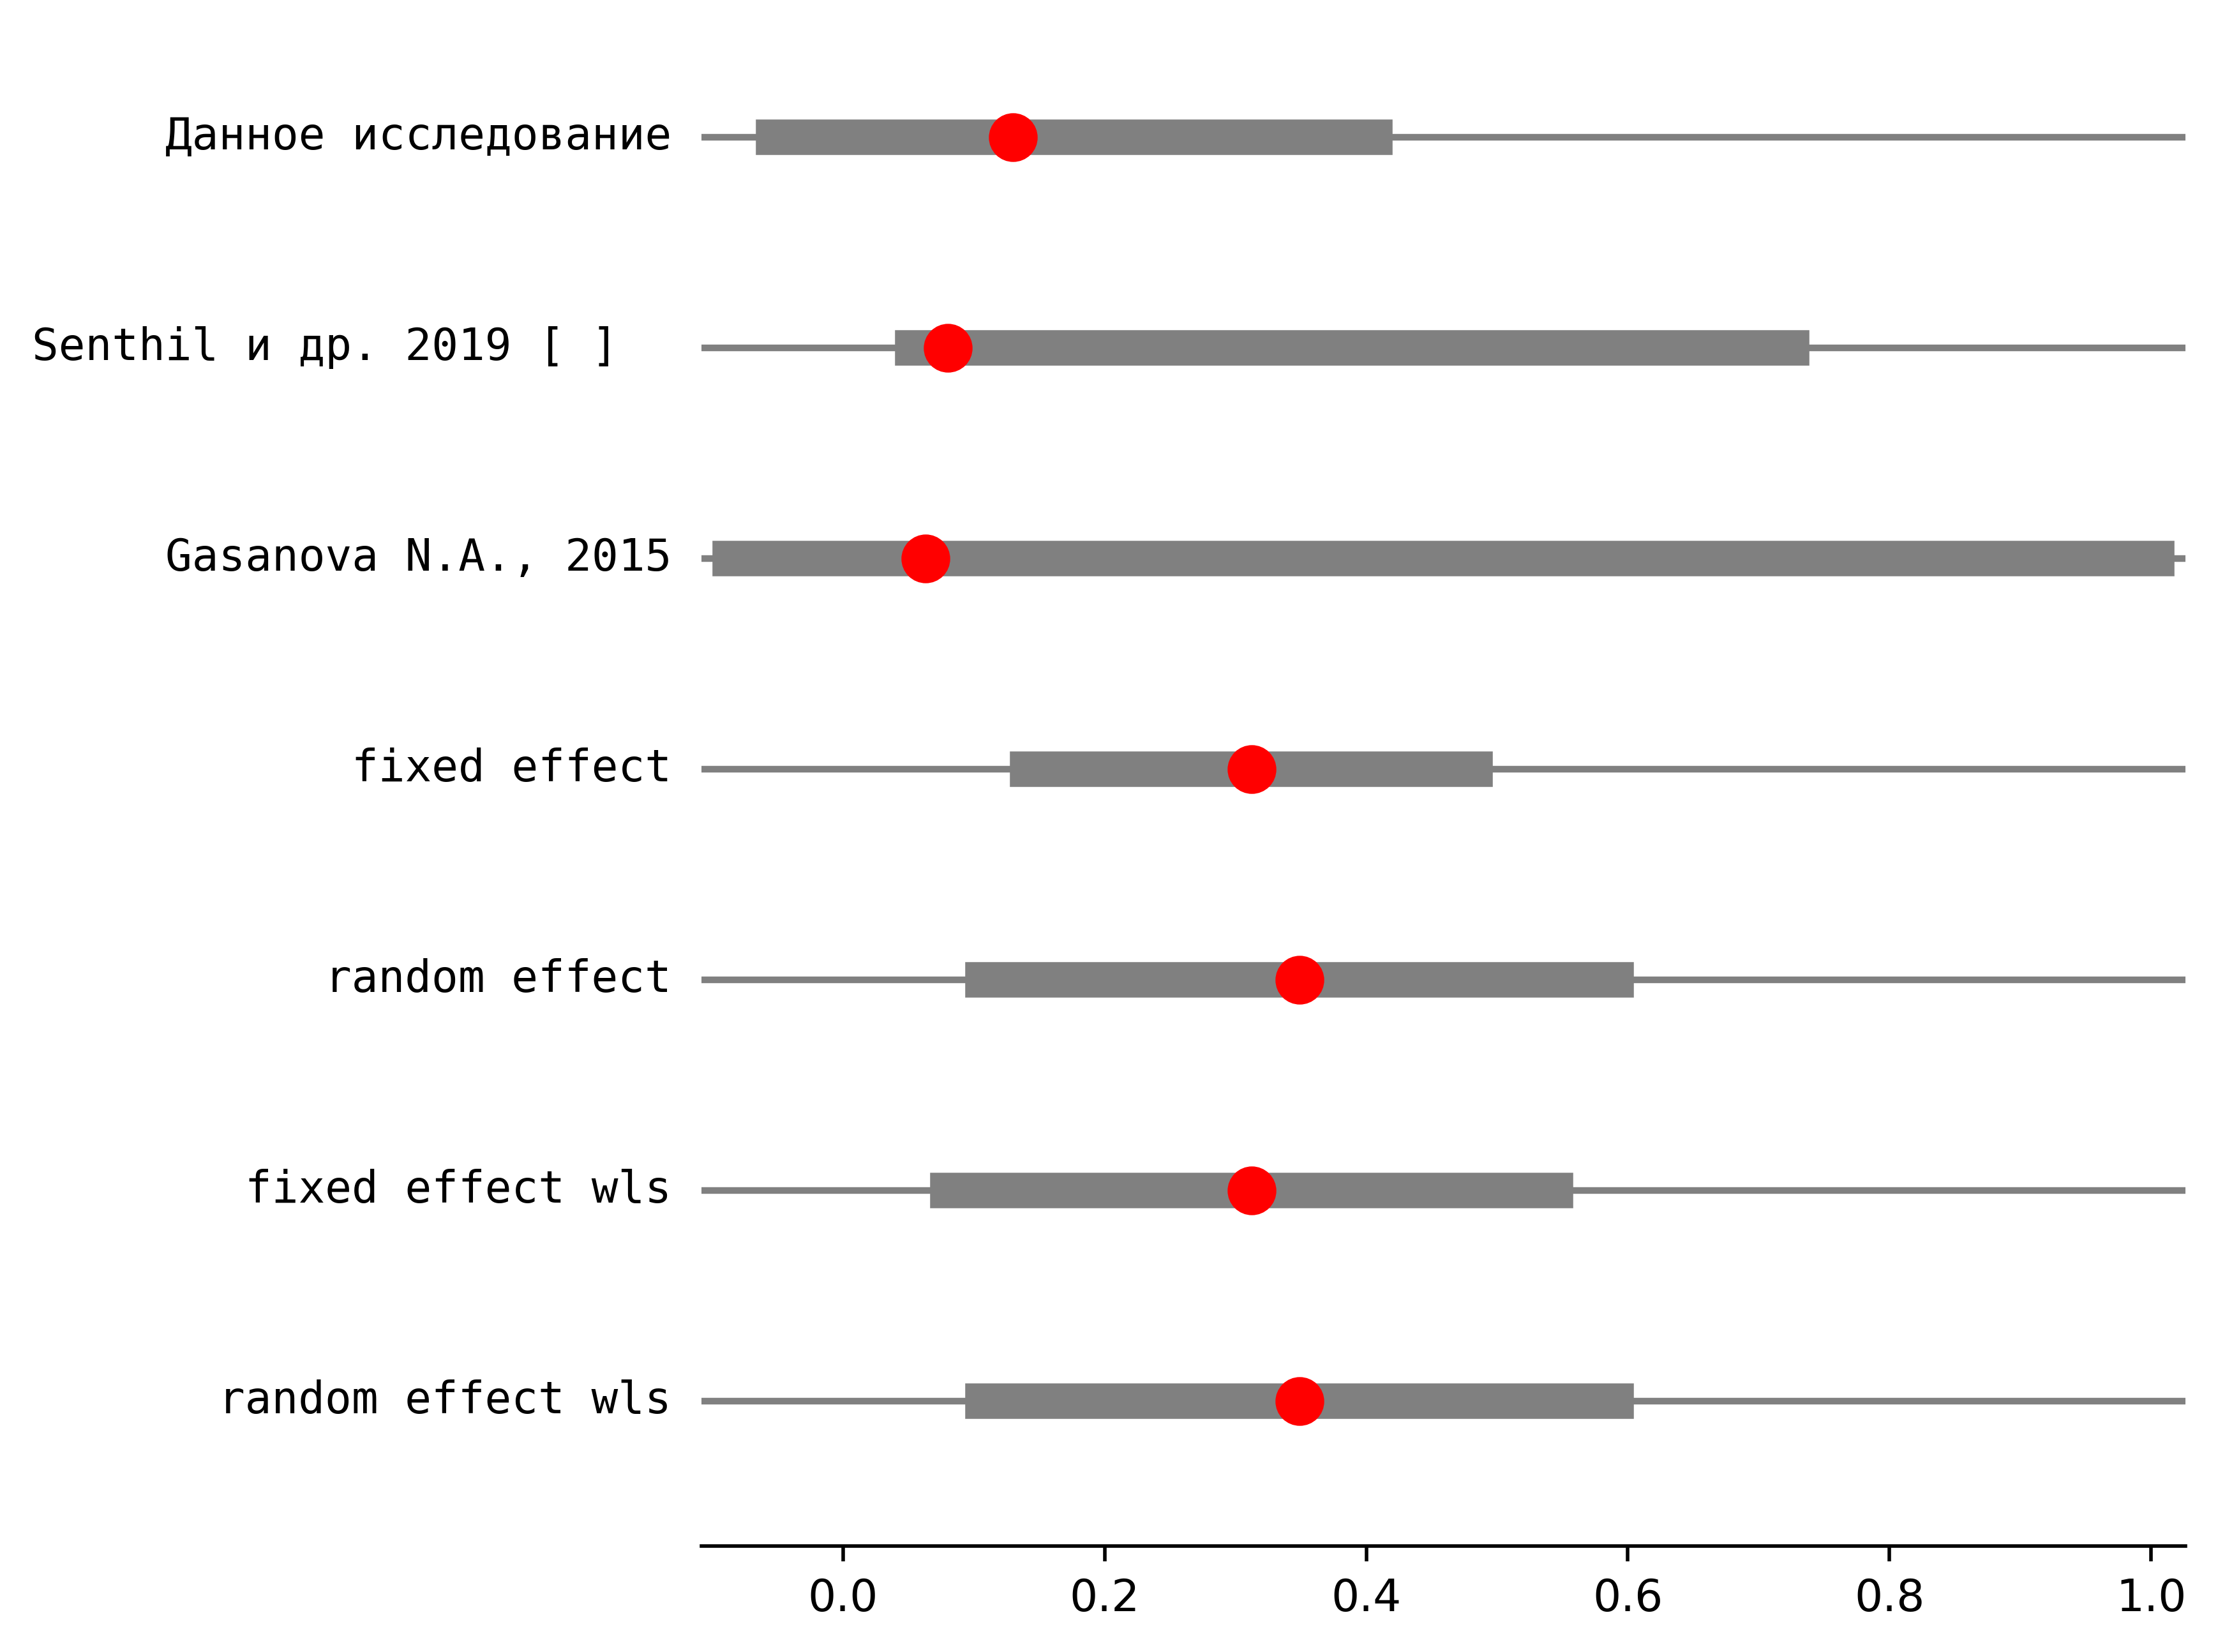 Данное исследование
Senthil и др. 2019 [ ]
Gasanova N.A., 2015
fixed effect
random effect
fixed effect wls
random effect wls
0.0 0.2 0.4 0.6 0.8 1.0